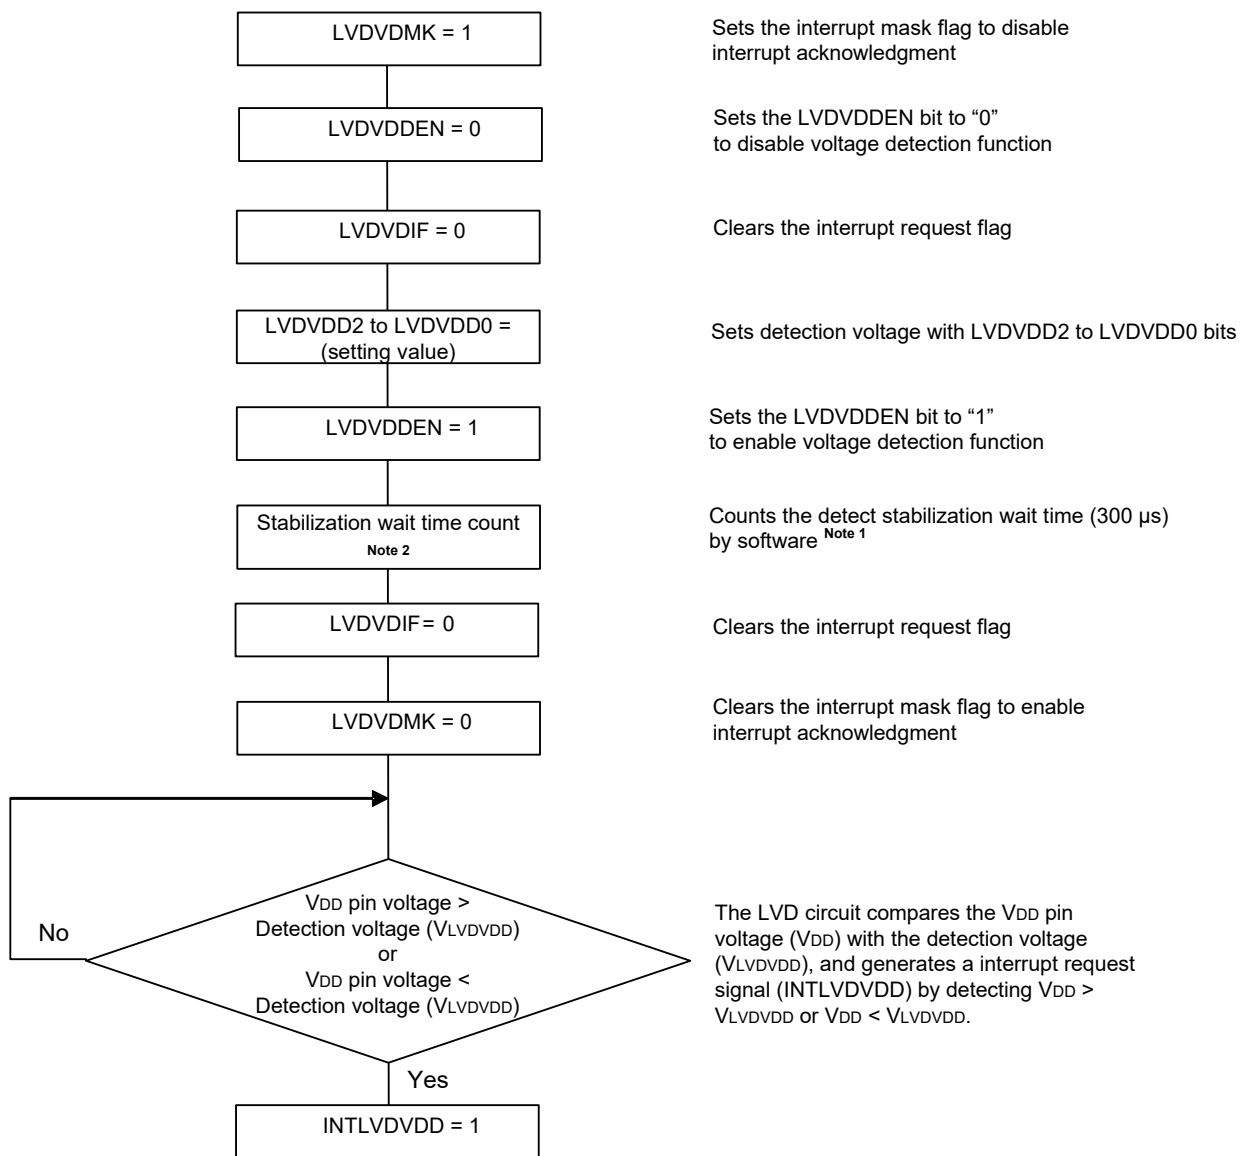 LVDVDMK = 1
Sets the interrupt mask flag to disable
interrupt acknowledgment
LVDVDDEN = 0
Sets the LVDVDDEN bit to “0”
to disable voltage detection function
LVDVDIF = 0
Clears the interrupt request flag
LVDVDD2 to LVDVDD0 =
(setting value)
Sets detection voltage with LVDVDD2 to LVDVDD0 bits
LVDVDDEN = 1
Sets the LVDVDDEN bit to “1”
to enable voltage detection function
Stabilization wait time count
Note 2
Counts the detect stabilization wait time (300 µs)
by software Note 1
LVDVDIF= 0
Clears the interrupt request flag
LVDVDMK = 0
Clears the interrupt mask flag to enable
interrupt acknowledgment
No
VDD pin voltage >
Detection voltage (VLVDVDD)
or
VDD pin voltage <
Detection voltage (VLVDVDD)
The LVD circuit compares the VDD pin
voltage (VDD) with the detection voltage
(VLVDVDD), and generates a interrupt request
signal (INTLVDVDD) by detecting VDD >
VLVDVDD or VDD < VLVDVDD.
Yes
INTLVDVDD = 1